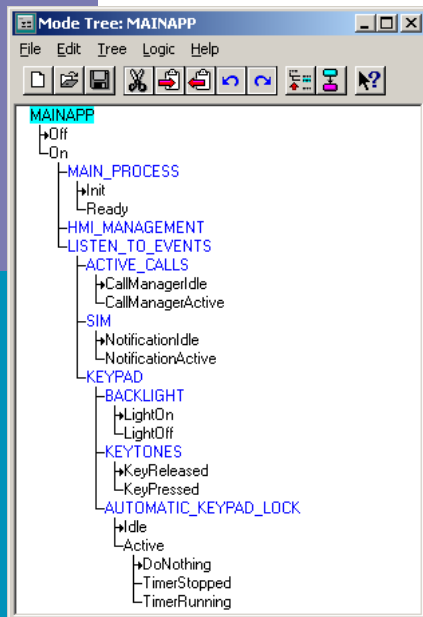 Mode Tree: MAINAPP
File Edit Tree Logic Help
MAINAPP
Off
On
MAIN_PROCESS
Init
Ready
HMI_MANAGEMENT
LISTEN_TO_EVENTS
ACTIVE_CALLS
CallManagerIdle
CallManagerActive
SIM
NotificationIdle
NotificationActive
KEYPAD
BACKLIGHT
LightOn
LightOff
KEYTONES
KeyReleased
KeyPressed
AUTOMATIC_KEYPAD_LOCK
Idle
Active
DoNothing
TimerStopped
TimerRunning